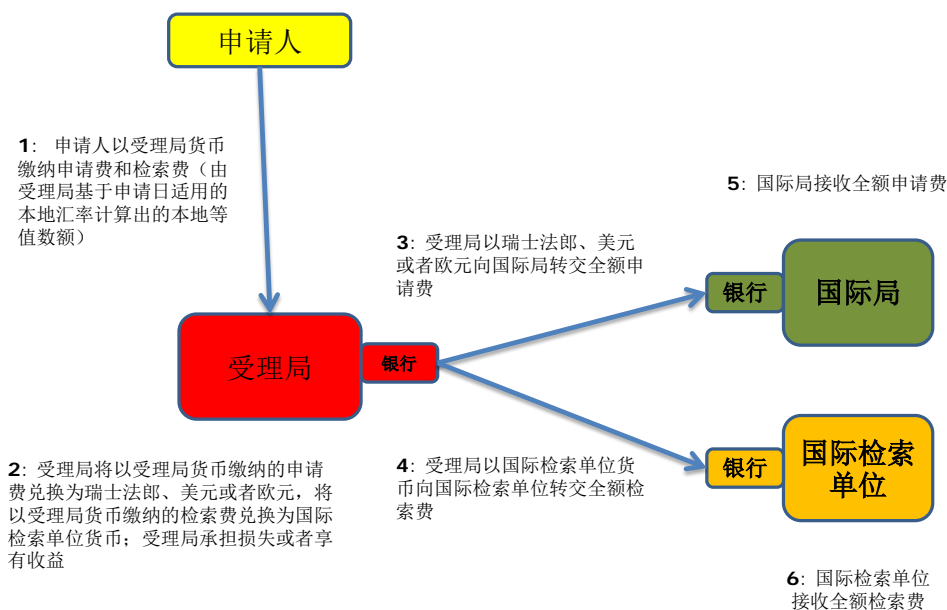 申请人
1： 申请人以受理局货币
缴纳申请费和检索费（由
受理局基于申请日适用的
本地汇率计算出的本地等
值数额）
5：国际局接收全额申请费
3：受理局以瑞士法郎、美元
或者欧元向国际局转交全额申
请费
银行
国际局
受理局
银行
2：受理局将以受理局货币缴纳的申请
费兑换为瑞士法郎、美元或者欧元，将
以受理局货币缴纳的检索费兑换为国际
检索单位货币；受理局承担损失或者享
有收益
4：受理局以国际检索单位货
币向国际检索单位转交全额检
索费
银行
国际检索
单位
6：国际检索单位
接收全额检索费